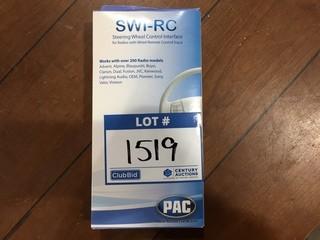 SWI-RC
Steering Wheel Control Interface
for Radios with Wired Remote Control Input
Works with over 200 Radio models
Advent, Alpine, Blaupunkt, Boyo,
Clarion, Dual, Fusion, JVC, Kenwood,
Lightning Audio, OEM, Pioneer, Sony,
Valor, Visteon
LOT #
1519
ClubBid
CENTURY
AUCTIONS
PAC